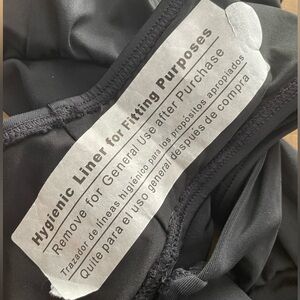 Hygienic Liner for Fitting Purposes
Remove for General Use after Purchase
Trazador de líneas higiénico para los propósitos apropiados
Quite para el uso general despues de compra